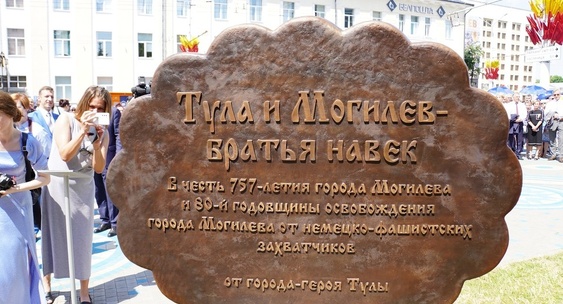 БЕЛПОШТА
Тула и Могилев-
братья навек
В честь 757-летия города Могилева
и 80-й годовщины освобождения
города Могилева от немецко-фашистских
захватчиков
от города-героя Тулы